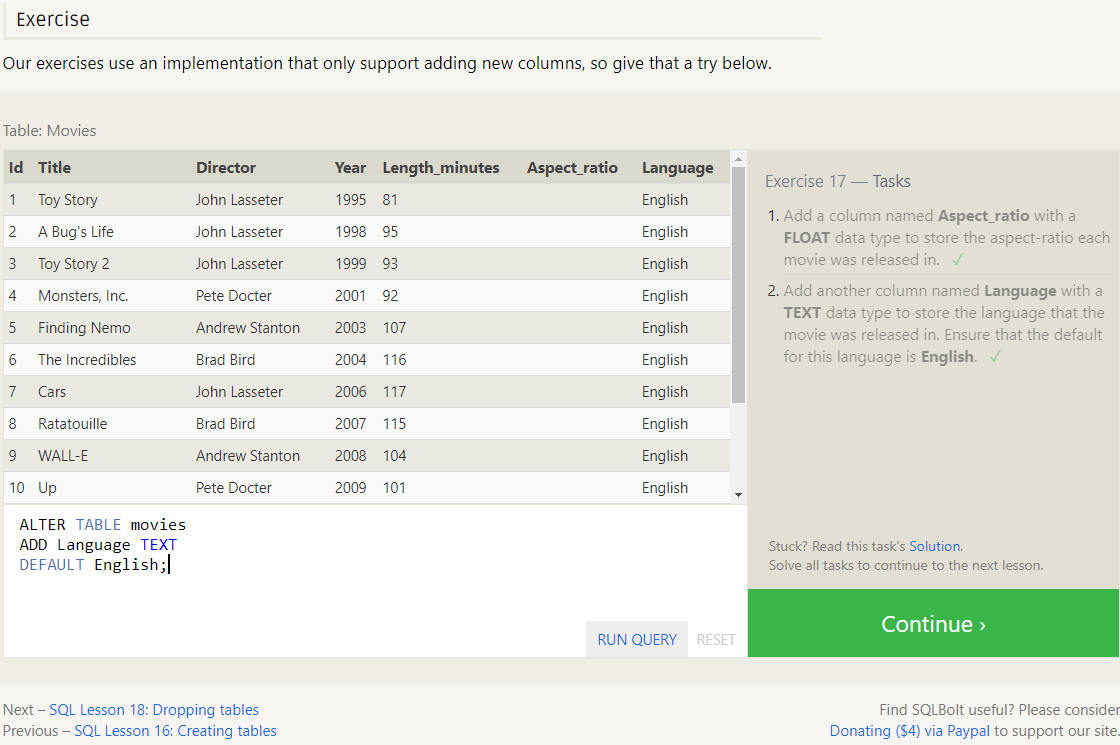 Exercise
Our exercises use an implementation that only support adding new columns, so give that a try below.
Table: Movies
Id Title Director Year Length_minutes Aspect_ratio Language
1 Toy Story John Lasseter 1995 81 English
2 A Bug's Life John Lasseter 1998 95 English
3 Toy Story 2 John Lasseter 1999 93 English
4 Monsters, Inc. Pete Docter 2001 92 English
5 Finding Nemo Andrew Stanton 2003 107 English
6 The Incredibles Brad Bird 2004 116 English
7 Cars John Lasseter 2006 117 English
8 Ratatouille Brad Bird 2007 115 English
9 WALL-E Andrew Stanton 2008 104 English
10 Up Pete Docter 2009 101 English
ALTER TABLE movies
ADD Language TEXT
DEFAULT English;
RUN QUERY RESET
Exercise 17 — Tasks
1. Add a column named Aspect_ratio with a
FLOAT data type to store the aspect-ratio each
movie was released in. ✓
2. Add another column named Language with a
TEXT data type to store the language that the
movie was released in. Ensure that the default
for this language is English. ✓
Stuck? Read this task's Solution.
Solve all tasks to continue to the next lesson.
Continue ›
Next – SQL Lesson 18: Dropping tables
Previous – SQL Lesson 16: Creating tables
Find SQLBolt useful? Please consider
Donating ($4) via Paypal to support our site.